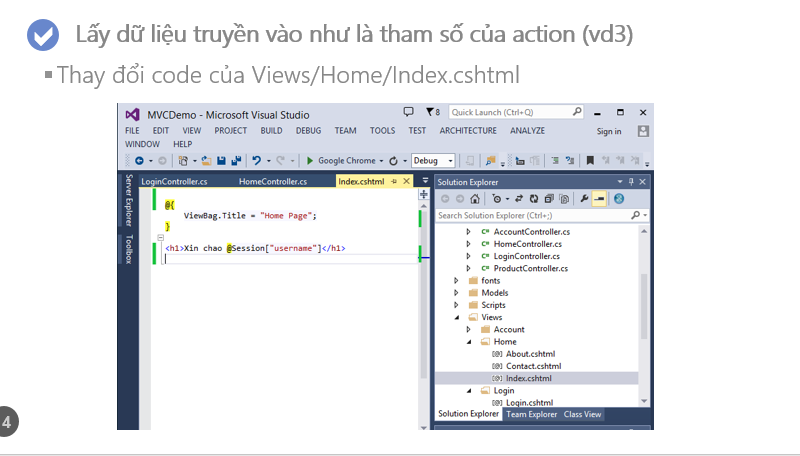 Lấy dữ liệu truyền vào như là tham số của action (vd3)
▪Thay đổi code của Views/Home/Index.cshtml
MVCDemo - Microsoft Visual Studio
8
Quick Launch (Ctrl+Q)
FILE EDIT VIEW PROJECT BUILD DEBUG TEAM TOOLS TEST ARCHITECTURE ANALYZE
Sign in
WINDOW HELP
Google Chrome
Debug
Server Explorer
Toolbox
LoginController.cs HomeController.cs Index.cshtml
@{
ViewBag.Title = "Home Page";
}
<h1>Xin chao @Session["username"]</h1>
Solution Explorer
Search Solution Explorer (Ctrl+;)
C# AccountController.cs
C# HomeController.cs
C# LoginController.cs
C# ProductController.cs
fonts
Models
Scripts
Views
Account
Home
[@] About.cshtml
[@] Contact.cshtml
[@] Index.cshtml
Login
[@] Login.cshtml
Solution Explorer Team Explorer Class View
4